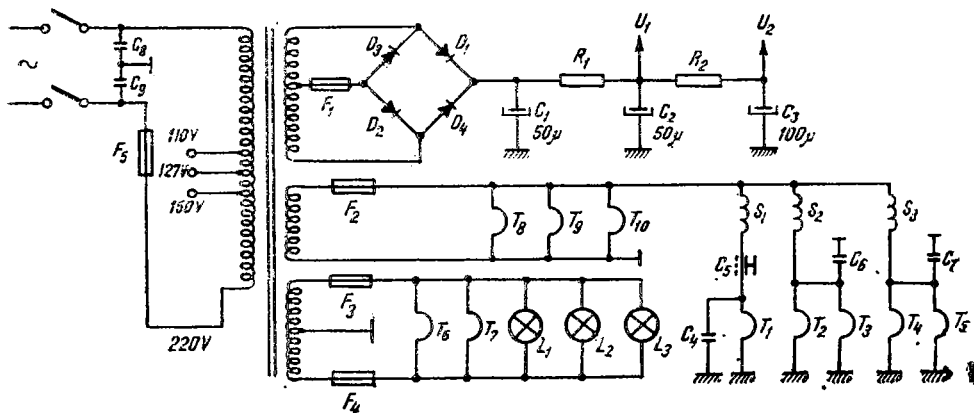 U₁
U₂
C₈
C₉
~
F₅
110V
127V
150V
220V
D₃
D₁
F₁
D₂
D₄
R₁
R₂
C₁
50μ
C₂
50μ
C₃
100μ
F₂
T₈
T₉
T₁₀
S₁
S₂
S₃
C₅
C₆
C₇
F₃
T₆
T₇
L₁
L₂
L₃
C₄
T₁
T₂
T₃
T₄
T₅
F₄